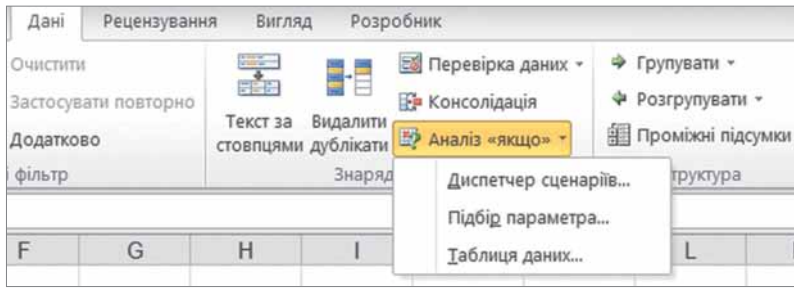 Дані Рецензування Вигляд Розробник
Очистити
Застосувати повторно
Додатково
і фільтр
Текст за стовпцями
Видалити дублікати
Перевірка даних
Консолідація
Аналіз «якщо»
Знаряд
Групувати
Розгрупувати
Проміжні підсумки
труктура
Диспетчер сценаріїв...
Підбір параметра...
Таблиця даних...
F G H I L